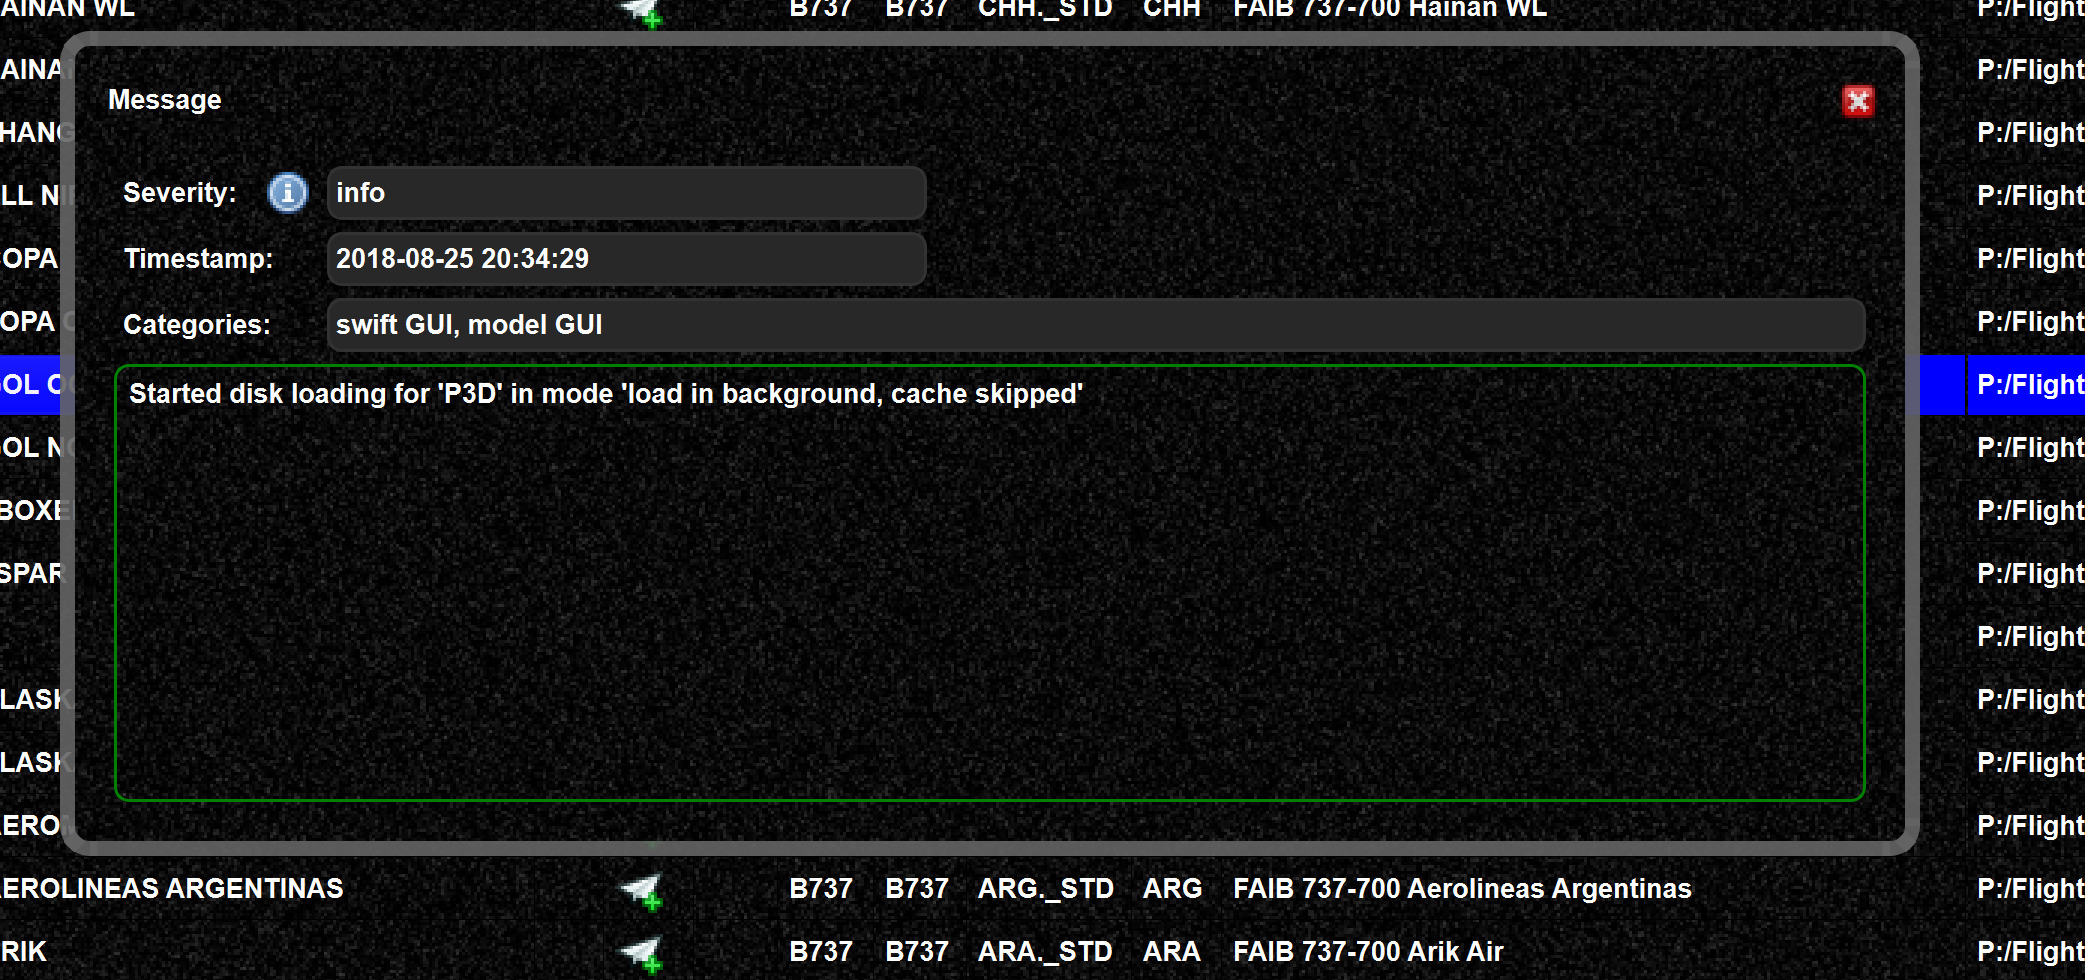 AINAN WL B737 B737 CHH._STD CHH FAIB 737-700 Hainan WL P:/Flight
AINA P:/Flight
Message
HANG P:/Flight
Severity: info
LL NI P:/Flight
Timestamp: 2018-08-25 20:34:29
OPA P:/Flight
Categories: swift GUI, model GUI
OPA P:/Flight
OL P:/Flight
Started disk loading for 'P3D' in mode 'load in background, cache skipped'
OL N P:/Flight
BOXE P:/Flight
SPAR P:/Flight
P:/Flight
LASK P:/Flight
LASK P:/Flight
ERO P:/Flight
AEROLINEAS ARGENTINAS B737 B737 ARG._STD ARG FAIB 737-700 Aerolineas Argentinas P:/Flight
RIK B737 B737 ARA._STD ARA FAIB 737-700 Arik Air P:/Flight